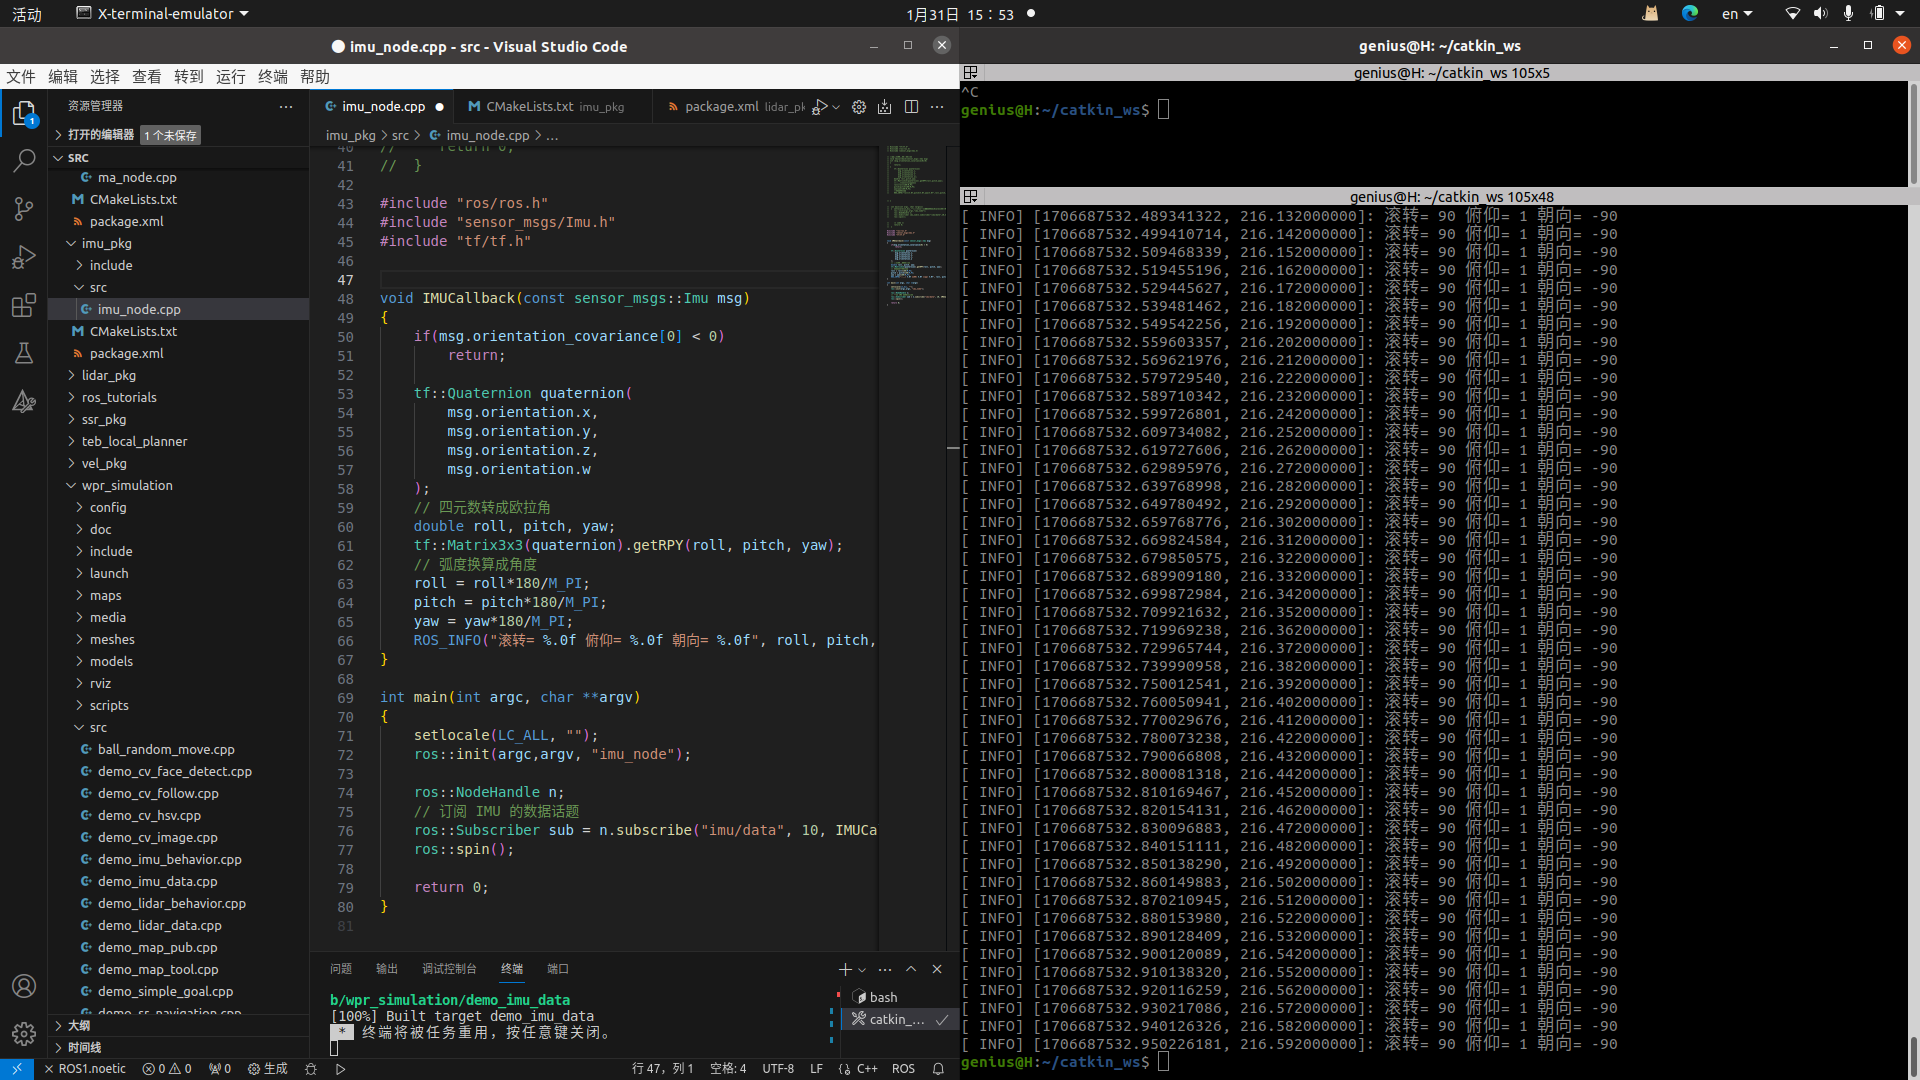 活动
X-terminal-emulator
1月31日 15：53
en
imu_node.cpp - src - Visual Studio Code
文件 编辑 选择 查看 转到 运行 终端 帮助
资源管理器
打开的编辑器 1 个未保存
SRC
ma_node.cpp
CMakeLists.txt
package.xml
imu_pkg
include
src
imu_node.cpp
CMakeLists.txt
package.xml
lidar_pkg
ros_tutorials
ssr_pkg
teb_local_planner
vel_pkg
wpr_simulation
config
doc
include
launch
maps
media
meshes
models
rviz
scripts
src
ball_random_move.cpp
demo_cv_face_detect.cpp
demo_cv_follow.cpp
demo_cv_hsv.cpp
demo_cv_image.cpp
demo_imu_behavior.cpp
demo_imu_data.cpp
demo_lidar_behavior.cpp
demo_lidar_data.cpp
demo_map_pub.cpp
demo_map_tool.cpp
demo_simple_goal.cpp
demo_ss_navigation.cpp
大纲
时间线
imu_node.cpp CMakeLists.txt imu_pkg package.xml lidar_pk
imu_pkg > src > imu_node.cpp > ...
40 // return 0;
41 // }
42
43 #include "ros/ros.h"
44 #include "sensor_msgs/Imu.h"
45 #include "tf/tf.h"
46
47
48 void IMUCallback(const sensor_msgs::Imu msg)
49 {
50 if(msg.orientation_covariance[0] < 0)
51 return;
52
53 tf::Quaternion quaternion(
54 msg.orientation.x,
55 msg.orientation.y,
56 msg.orientation.z,
57 msg.orientation.w
58 );
59 // 四元数转成欧拉角
60 double roll, pitch, yaw;
61 tf::Matrix3x3(quaternion).getRPY(roll, pitch, yaw);
62 // 弧度换算成角度
63 roll = roll*180/M_PI;
64 pitch = pitch*180/M_PI;
65 yaw = yaw*180/M_PI;
66 ROS_INFO("滚转= %.0f 俯仰= %.0f 朝向= %.0f", roll, pitch,
67 }
68
69 int main(int argc, char **argv)
70 {
71 setlocale(LC_ALL, "");
72 ros::init(argc,argv, "imu_node");
73
74 ros::NodeHandle n;
75 // 订阅 IMU 的数据话题
76 ros::Subscriber sub = n.subscribe("imu/data", 10, IMUCa
77 ros::spin();
78
79 return 0;
80 }
81
问题 输出 调试控制台 终端 端口
b/wpr_simulation/demo_imu_data
[100%] Built target demo_imu_data
* 终端将被任务重用，按任意键关闭。
bash
catkin_...
ROS1.noetic 0 0 0 生成 行 47，列 1 空格: 4 UTF-8 LF C++ ROS
genius@H: ~/catkin_ws
genius@H: ~/catkin_ws 105x5
^C
genius@H:~/catkin_ws$
genius@H: ~/catkin_ws 105x48
[ INFO] [1706687532.489341322, 216.132000000]: 滚转= 90 俯仰= 1 朝向= -90
[ INFO] [1706687532.499410714, 216.142000000]: 滚转= 90 俯仰= 1 朝向= -90
[ INFO] [1706687532.509468339, 216.152000000]: 滚转= 90 俯仰= 1 朝向= -90
[ INFO] [1706687532.519455196, 216.162000000]: 滚转= 90 俯仰= 1 朝向= -90
[ INFO] [1706687532.529445627, 216.172000000]: 滚转= 90 俯仰= 1 朝向= -90
[ INFO] [1706687532.539481462, 216.182000000]: 滚转= 90 俯仰= 1 朝向= -90
[ INFO] [1706687532.549542256, 216.192000000]: 滚转= 90 俯仰= 1 朝向= -90
[ INFO] [1706687532.559603357, 216.202000000]: 滚转= 90 俯仰= 1 朝向= -90
[ INFO] [1706687532.569621976, 216.212000000]: 滚转= 90 俯仰= 1 朝向= -90
[ INFO] [1706687532.579729540, 216.222000000]: 滚转= 90 俯仰= 1 朝向= -90
[ INFO] [1706687532.589710342, 216.232000000]: 滚转= 90 俯仰= 1 朝向= -90
[ INFO] [1706687532.599726801, 216.242000000]: 滚转= 90 俯仰= 1 朝向= -90
[ INFO] [1706687532.609734082, 216.252000000]: 滚转= 90 俯仰= 1 朝向= -90
[ INFO] [1706687532.619727606, 216.262000000]: 滚转= 90 俯仰= 1 朝向= -90
[ INFO] [1706687532.629895976, 216.272000000]: 滚转= 90 俯仰= 1 朝向= -90
[ INFO] [1706687532.639768998, 216.282000000]: 滚转= 90 俯仰= 1 朝向= -90
[ INFO] [1706687532.649780492, 216.292000000]: 滚转= 90 俯仰= 1 朝向= -90
[ INFO] [1706687532.659768776, 216.302000000]: 滚转= 90 俯仰= 1 朝向= -90
[ INFO] [1706687532.669824584, 216.312000000]: 滚转= 90 俯仰= 1 朝向= -90
[ INFO] [1706687532.679850575, 216.322000000]: 滚转= 90 俯仰= 1 朝向= -90
[ INFO] [1706687532.689909180, 216.332000000]: 滚转= 90 俯仰= 1 朝向= -90
[ INFO] [1706687532.699872984, 216.342000000]: 滚转= 90 俯仰= 1 朝向= -90
[ INFO] [1706687532.709921632, 216.352000000]: 滚转= 90 俯仰= 1 朝向= -90
[ INFO] [1706687532.719969238, 216.362000000]: 滚转= 90 俯仰= 1 朝向= -90
[ INFO] [1706687532.729965744, 216.372000000]: 滚转= 90 俯仰= 1 朝向= -90
[ INFO] [1706687532.739990958, 216.382000000]: 滚转= 90 俯仰= 1 朝向= -90
[ INFO] [1706687532.750012541, 216.392000000]: 滚转= 90 俯仰= 1 朝向= -90
[ INFO] [1706687532.760050941, 216.402000000]: 滚转= 90 俯仰= 1 朝向= -90
[ INFO] [1706687532.770029676, 216.412000000]: 滚转= 90 俯仰= 1 朝向= -90
[ INFO] [1706687532.780073238, 216.422000000]: 滚转= 90 俯仰= 1 朝向= -90
[ INFO] [1706687532.790066808, 216.432000000]: 滚转= 90 俯仰= 1 朝向= -90
[ INFO] [1706687532.800081318, 216.442000000]: 滚转= 90 俯仰= 1 朝向= -90
[ INFO] [1706687532.810169467, 216.452000000]: 滚转= 90 俯仰= 1 朝向= -90
[ INFO] [1706687532.820154131, 216.462000000]: 滚转= 90 俯仰= 1 朝向= -90
[ INFO] [1706687532.830096883, 216.472000000]: 滚转= 90 俯仰= 1 朝向= -90
[ INFO] [1706687532.840151111, 216.482000000]: 滚转= 90 俯仰= 1 朝向= -90
[ INFO] [1706687532.850138290, 216.492000000]: 滚转= 90 俯仰= 1 朝向= -90
[ INFO] [1706687532.860149883, 216.502000000]: 滚转= 90 俯仰= 1 朝向= -90
[ INFO] [1706687532.870210945, 216.512000000]: 滚转= 90 俯仰= 1 朝向= -90
[ INFO] [1706687532.880153980, 216.522000000]: 滚转= 90 俯仰= 1 朝向= -90
[ INFO] [1706687532.890128409, 216.532000000]: 滚转= 90 俯仰= 1 朝向= -90
[ INFO] [1706687532.900120089, 216.542000000]: 滚转= 90 俯仰= 1 朝向= -90
[ INFO] [1706687532.910138320, 216.552000000]: 滚转= 90 俯仰= 1 朝向= -90
[ INFO] [1706687532.920116259, 216.562000000]: 滚转= 90 俯仰= 1 朝向= -90
[ INFO] [1706687532.930217086, 216.572000000]: 滚转= 90 俯仰= 1 朝向= -90
[ INFO] [1706687532.940126326, 216.582000000]: 滚转= 90 俯仰= 1 朝向= -90
[ INFO] [1706687532.950226181, 216.592000000]: 滚转= 90 俯仰= 1 朝向= -90
genius@H:~/catkin_ws$